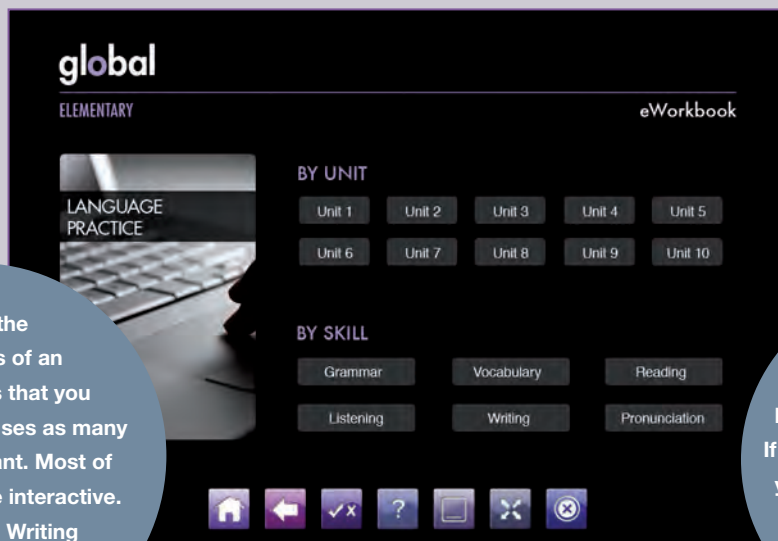 global
ELEMENTARY
eWorkbook
LANGUAGE
PRACTICE
BY UNIT
Unit 1 Unit 2 Unit 3 Unit 4 Unit 5
Unit 6 Unit 7 Unit 8 Unit 9 Unit 10
BY SKILL
Grammar Vocabulary Reading
Listening Writing Pronunciation
the
s of an
s that you
ses as many
nt. Most of
e interactive.
Writing
If
y